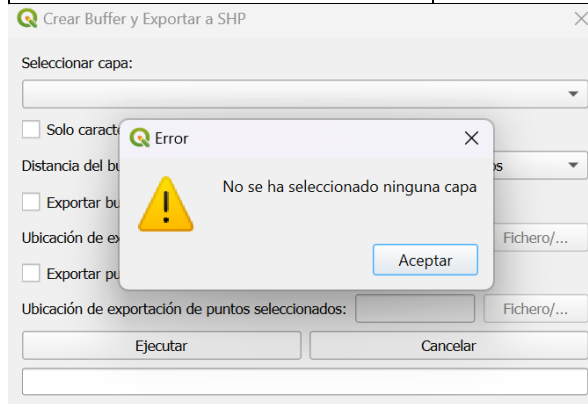 Crear Buffer y Exportar a SHP
Seleccionar capa:
Solo caract
Error
Distancia del bu
os
No se ha seleccionado ninguna capa
Exportar bu
Ubicación de ex
Fichero/...
Aceptar
Exportar pu
Ubicación de exportación de puntos seleccionados:
Fichero/...
Ejecutar
Cancelar